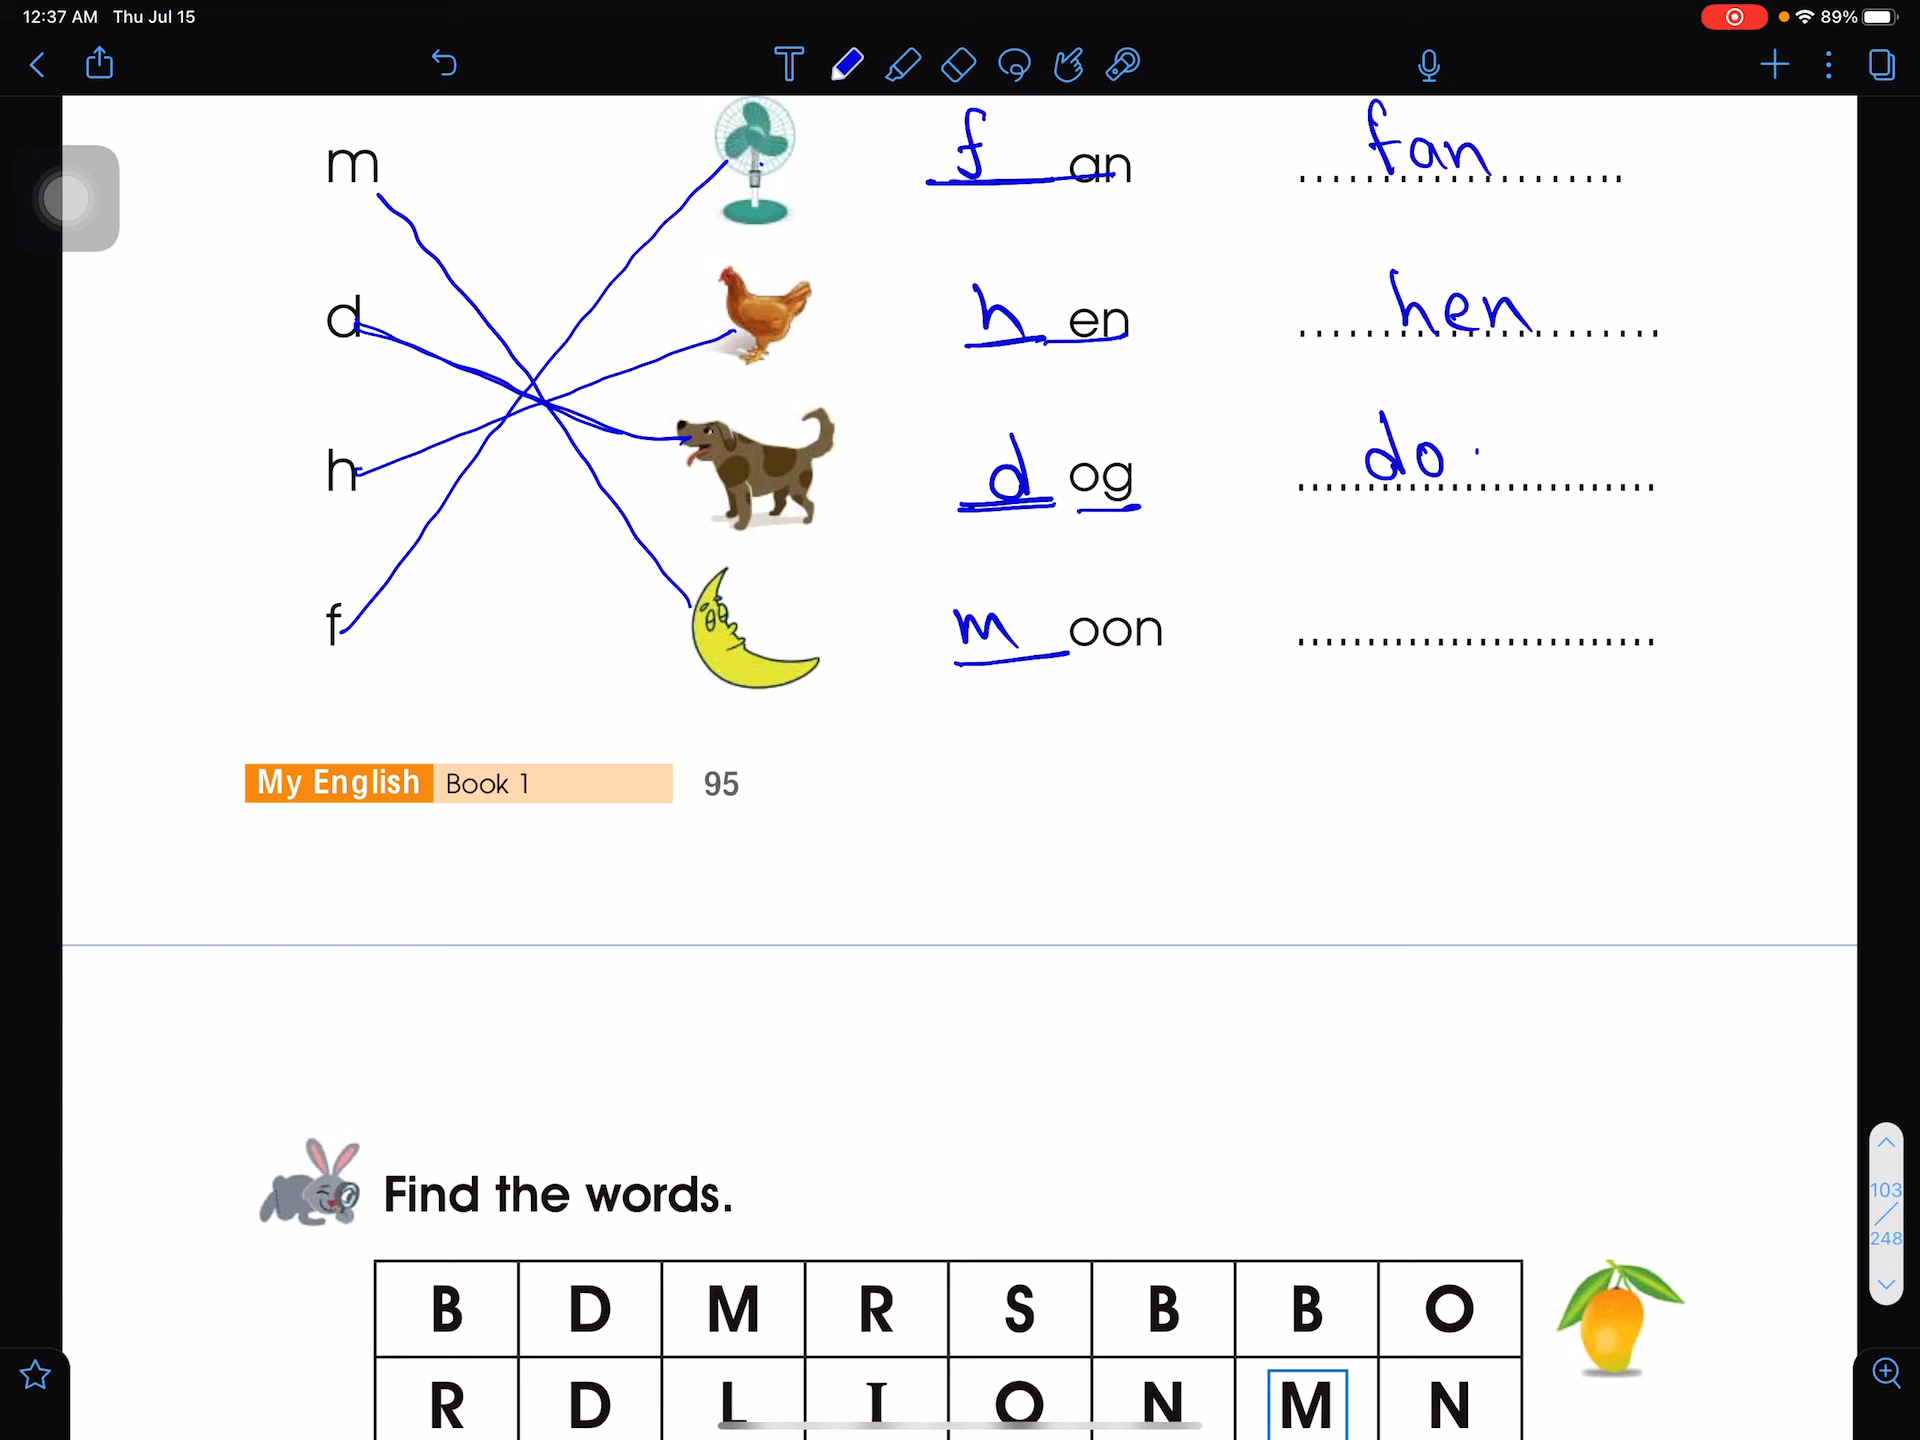 12:37 AM Thu Jul 15
89%
T
m f an fan
d h en hen
h d og do
f m oon
My English Book 1 95
103
248
Find the words.
B D M R S B B O
R D L I O N M N